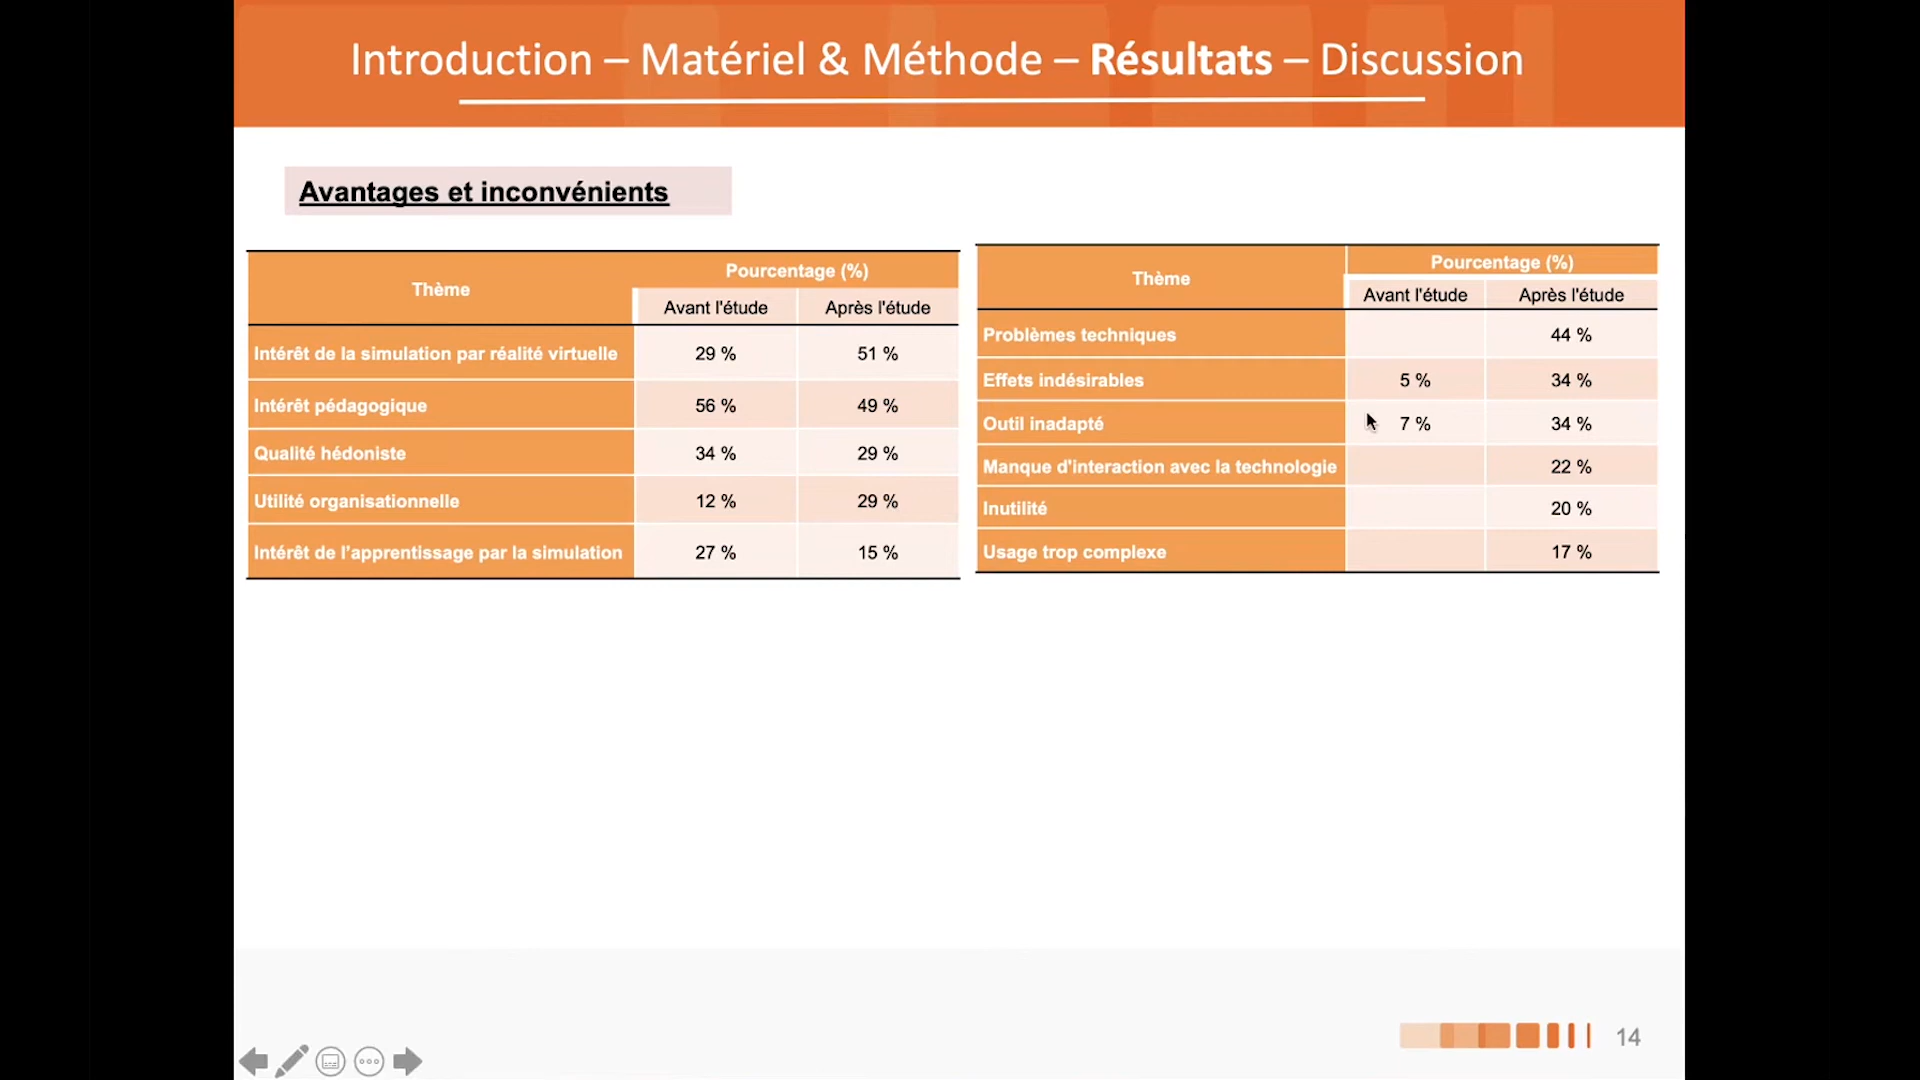 Introduction – Matériel & Méthode – Résultats – Discussion
Avantages et inconvénients
Thème
Pourcentage (%)
Avant l'étude
Après l'étude
Intérêt de la simulation par réalité virtuelle 29 % 51 %
Intérêt pédagogique 56 % 49 %
Qualité hédoniste 34 % 29 %
Utilité organisationnelle 12 % 29 %
Intérêt de l'apprentissage par la simulation 27 % 15 %
Thème
Pourcentage (%)
Avant l'étude
Après l'étude
Problèmes techniques 44 %
Effets indésirables 5 % 34 %
Outil inadapté 7 % 34 %
Manque d'interaction avec la technologie 22 %
Inutilité 20 %
Usage trop complexe 17 %
14